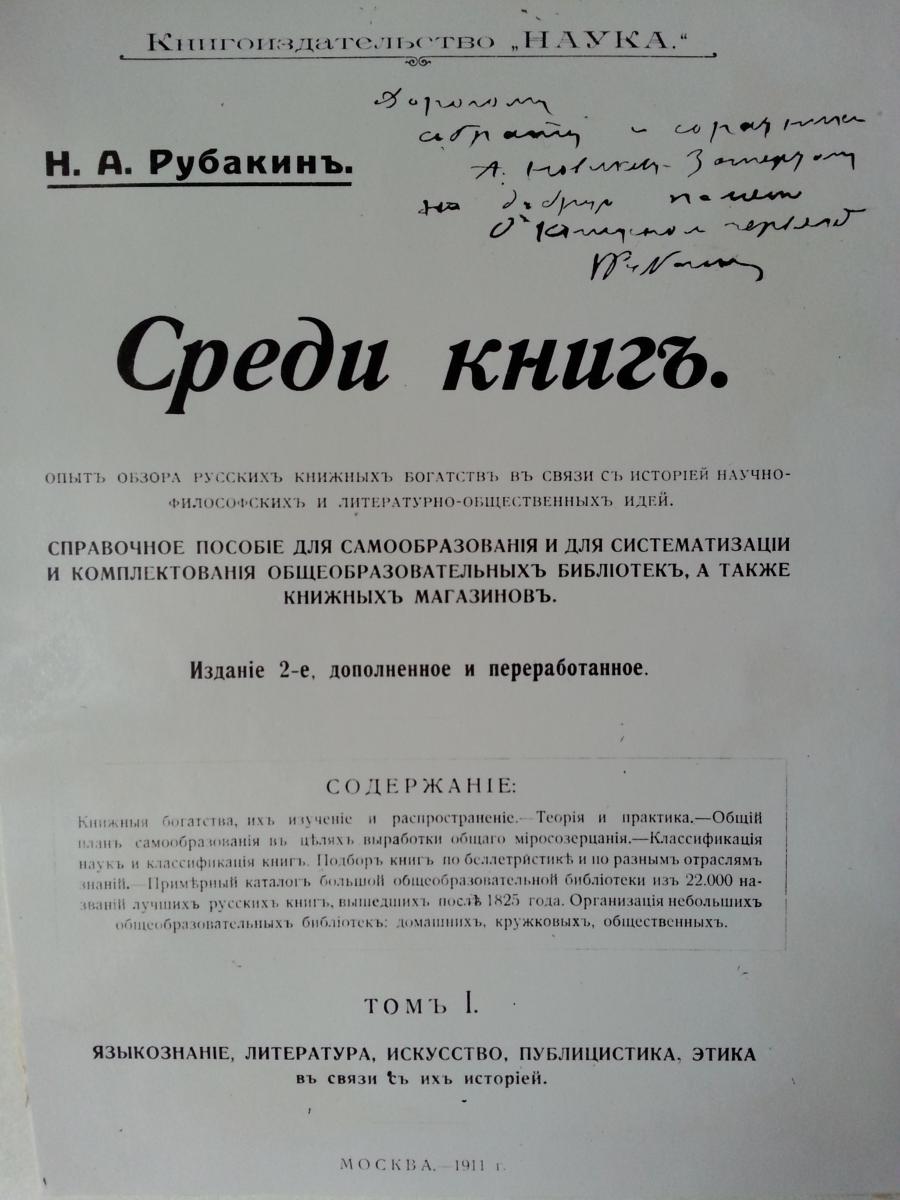 Книгоиздательство „НАУКА.“
Дорогому
собрату и соратнику
А.
на добрую память
Н. А. Рубакинъ.
Среди книгъ.
ОПЫТЪ ОБЗОРА РУССКИХЪ КНИЖНЫХЪ БОГАТСТВЪ ВЪ СВЯЗИ СЪ ИСТОРІЕЙ НАУЧНО-
ФИЛОСОФСКИХЪ И ЛИТЕРАТУРНО-ОБЩЕСТВЕННЫХЪ ИДЕЙ.
СПРАВОЧНОЕ ПОСОБІЕ ДЛЯ САМООБРАЗОВАНІЯ И ДЛЯ СИСТЕМАТИЗАЦІИ
И КОМПЛЕКТОВАНІЯ ОБЩЕОБРАЗОВАТЕЛЬНЫХЪ БИБЛІОТЕКЪ, А ТАКЖЕ
КНИЖНЫХЪ МАГАЗИНОВЪ.
Изданіе 2-е, дополненное и переработанное.
СОДЕРЖАНІЕ:
Книжныя богатства, ихъ изученіе и распространеніе.—Теорія и практика.—Общій
планъ самообразованія въ цѣляхъ выработки общаго міросозерцанія.—Классификація
наукъ и классификація книгъ. Подборъ книгъ по беллетристикѣ и по разнымъ отраслямъ
знаній.—Примѣрный каталогъ большой общеобразовательной библіотеки изъ 22.000 на-
званій лучшихъ русскихъ книгъ, вышедшихъ послѣ 1825 года. Организація небольшихъ
общеобразовательныхъ библіотекъ: домашнихъ, кружковыхъ, общественныхъ.
ТОМЪ I.
ЯЗЫКОЗНАНІЕ, ЛИТЕРАТУРА, ИСКУССТВО, ПУБЛИЦИСТИКА, ЭТИКА
въ связи съ ихъ исторіей.
МОСКВА.—1911 г.